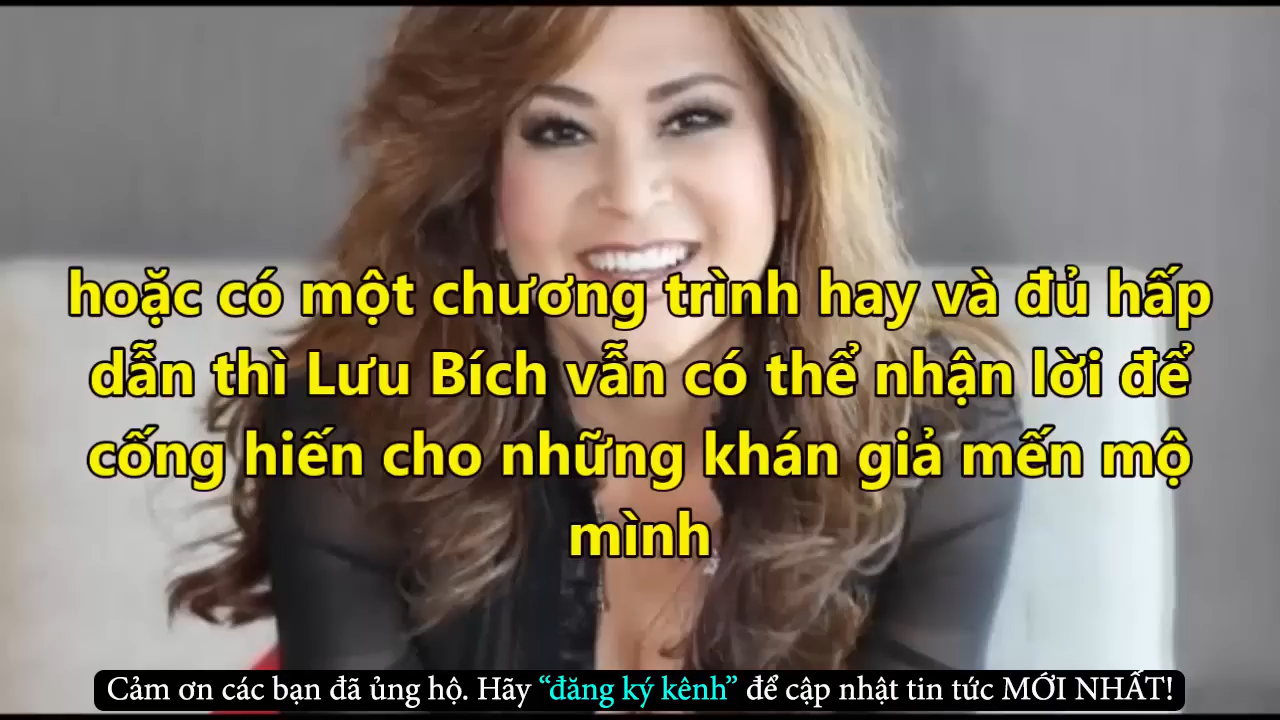 hoặc có một chương trình hay và đủ hấp
dẫn thì Lưu Bích vẫn có thể nhận lời để
cống hiến cho những khán giả mến mộ
mình
Cảm ơn các bạn đã ủng hộ. Hãy “đăng ký kênh” để cập nhật tin tức MỚI NHẤT!